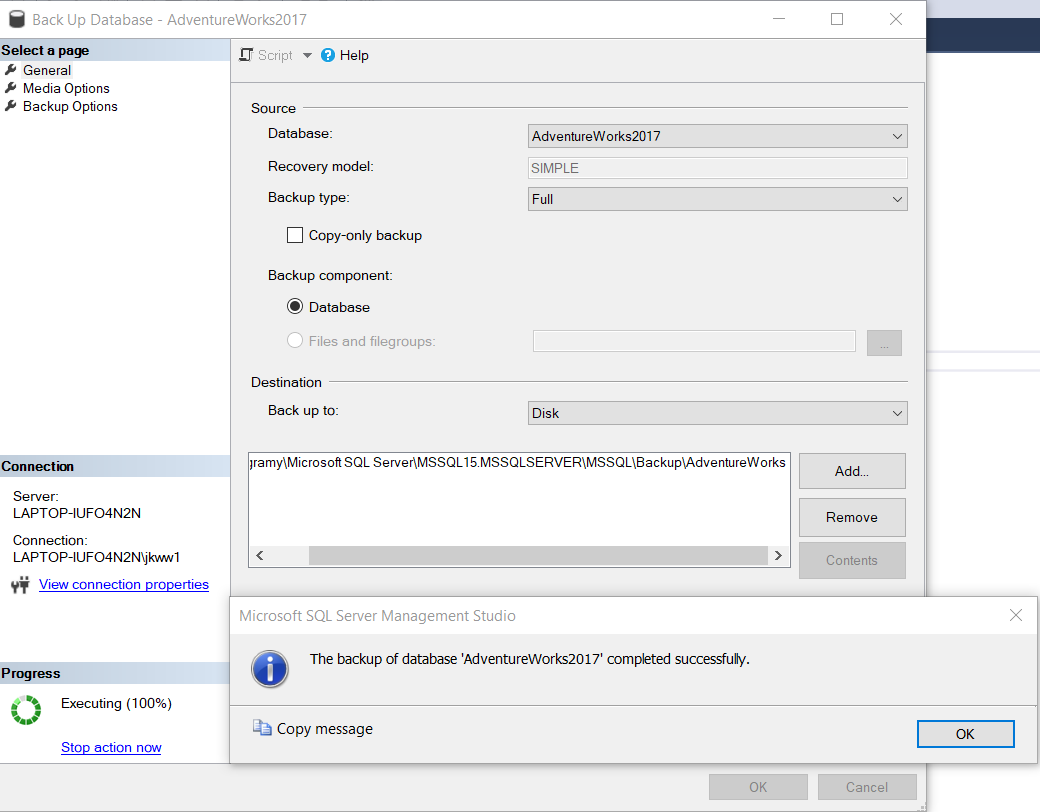 Back Up Database - AdventureWorks2017
Select a page
General
Media Options
Backup Options
Script
Help
Source
Database:
AdventureWorks2017
Recovery model:
SIMPLE
Backup type:
Full
Copy-only backup
Backup component:
Database
Files and filegroups:
...
Destination
Back up to:
Disk
gramy\Microsoft SQL Server\MSSQL15.MSSQLSERVER\MSSQL\Backup\AdventureWorks
Add...
Remove
Contents
Connection
Server:
LAPTOP-IUFO4N2N
Connection:
LAPTOP-IUFO4N2N\jkww1
View connection properties
Progress
Executing (100%)
Stop action now
Microsoft SQL Server Management Studio
The backup of database 'AdventureWorks2017' completed successfully.
Copy message
OK
OK
Cancel